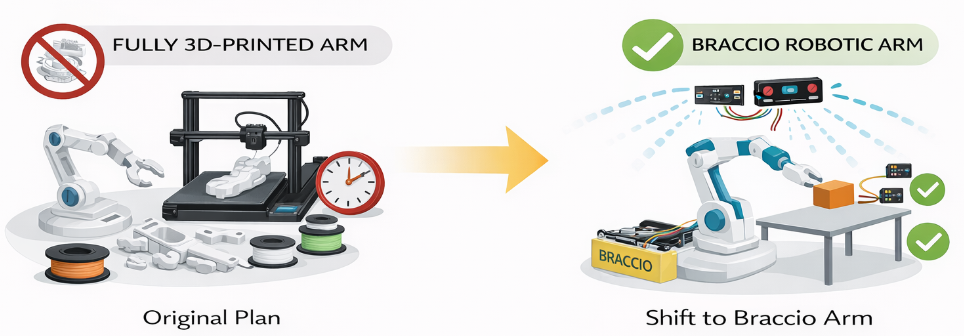 FULLY 3D-PRINTED ARM
BRACCIO ROBOTIC ARM
BRACCIO
Original Plan
Shift to Braccio Arm